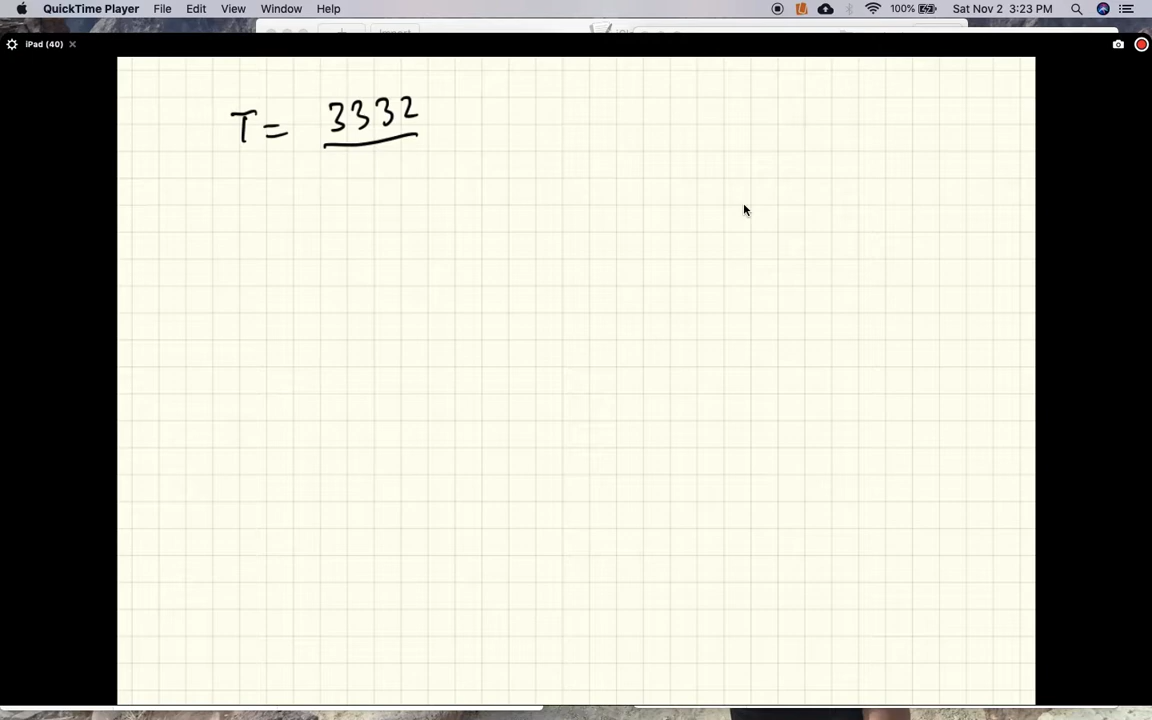 QuickTime Player File Edit View Window Help 100% Sat Nov 2 3:23 PM
iPad (40)
T = 3332